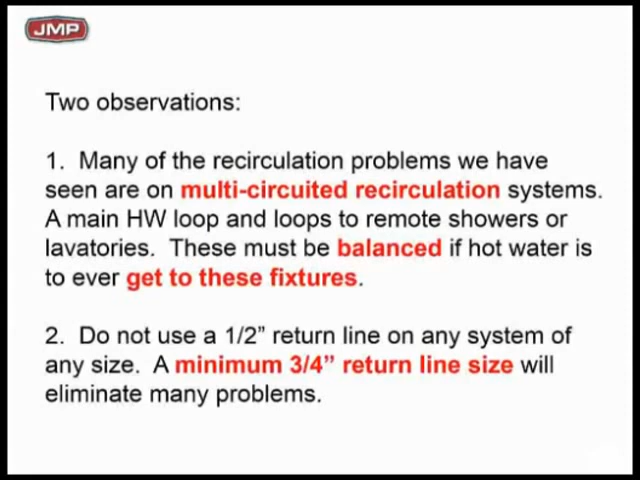 JMP
Two observations:
1. Many of the recirculation problems we have
seen are on multi-circuited recirculation systems.
A main HW loop and loops to remote showers or
lavatories. These must be balanced if hot water is
to ever get to these fixtures.
2. Do not use a 1/2” return line on any system of
any size. A minimum 3/4” return line size will
eliminate many problems.